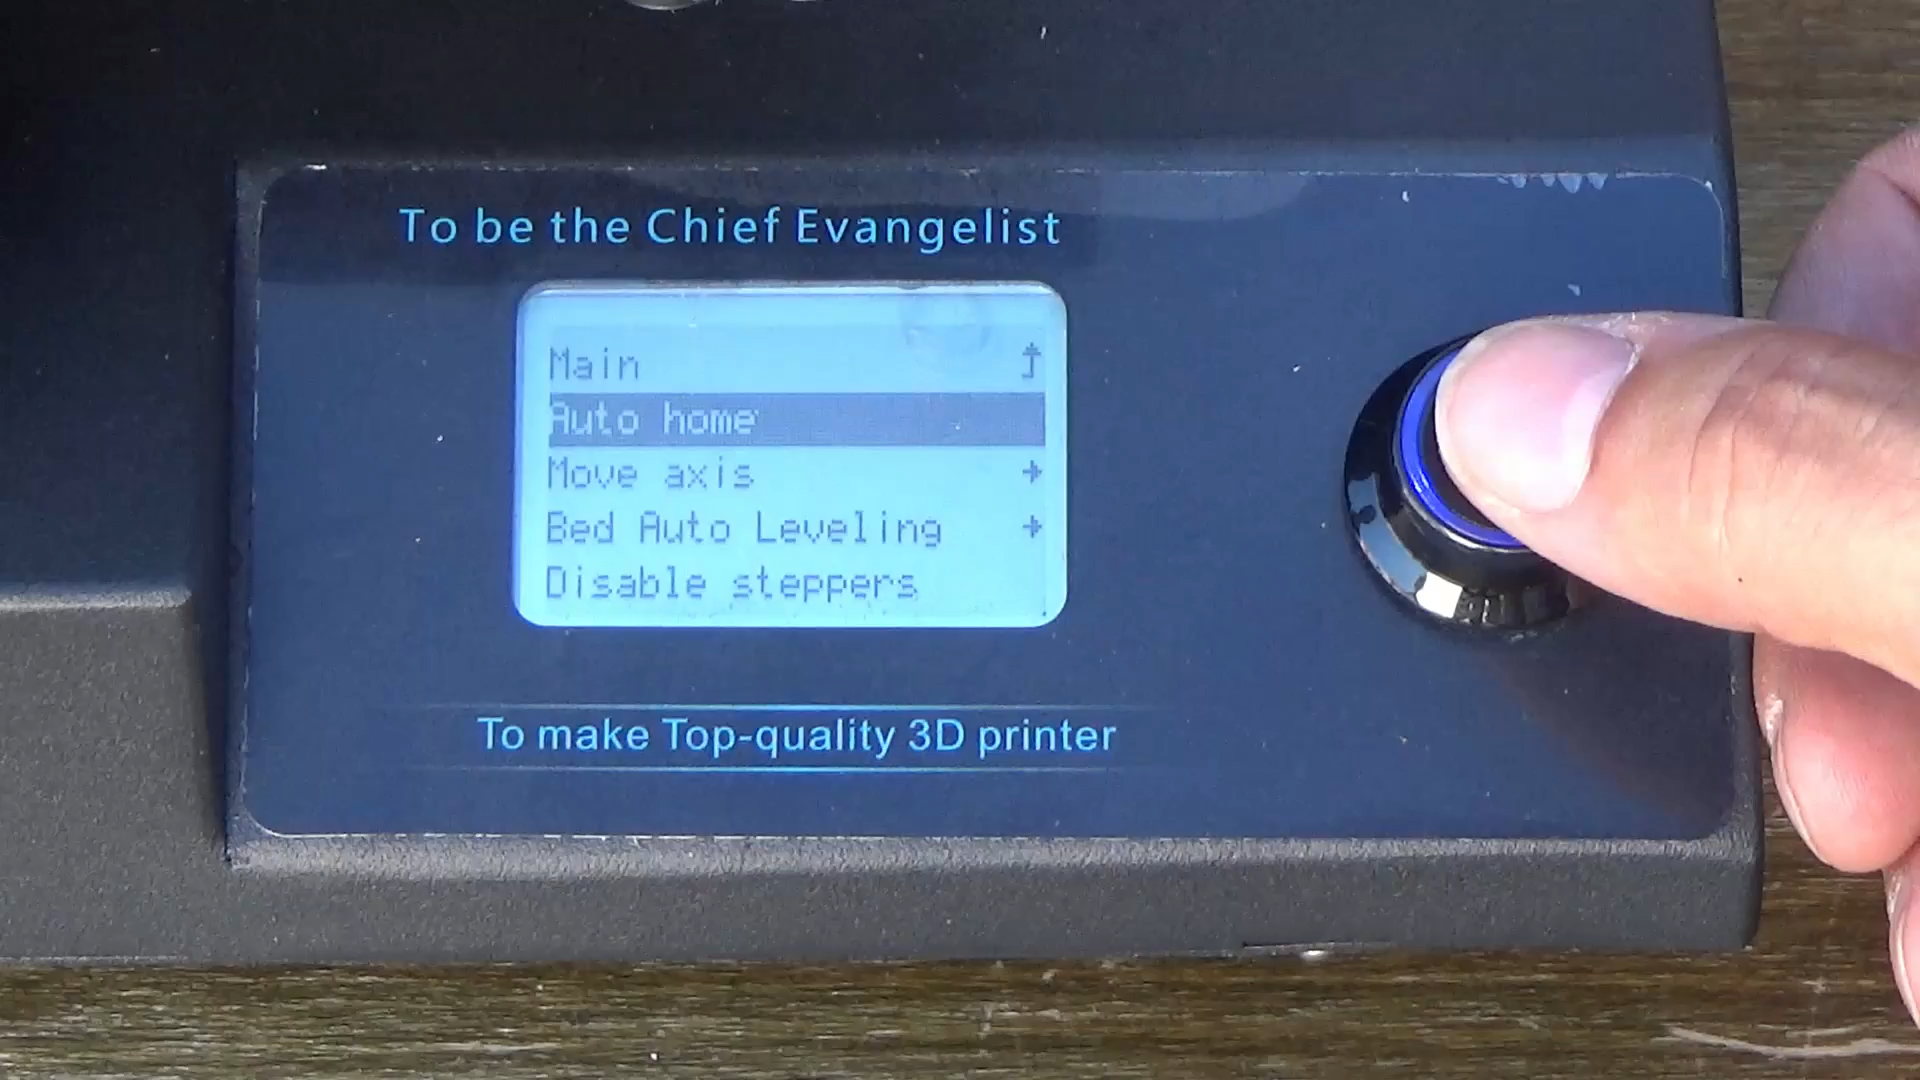 To be the Chief Evangelist
Main
Auto home
Move axis
Bed Auto Leveling
Disable steppers
To make Top-quality 3D printer